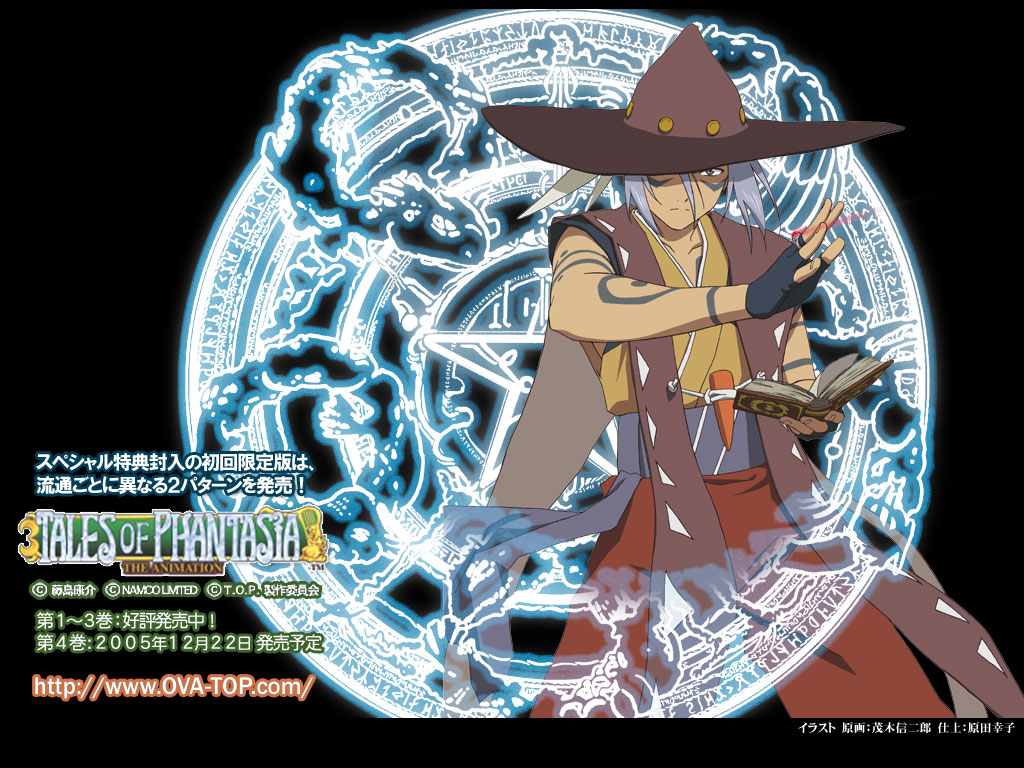 スペシャル特典封入の初回限定版は、
流通ごとに異なる2パターンを発売！
TALES OF PHANTASIA TM
THE ANIMATION
© 藤島康介 © NAMCO LIMITED © T.O.P. 製作委員会
第1～3巻：好評発売中！
第4巻：2005年12月22日発売予定
http://www.OVA-TOP.com/
イラスト 原画：茂木信二郎 仕上：原田幸子